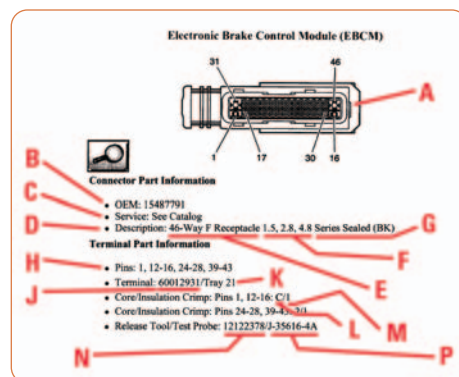 Electronic Brake Control Module (EBCM)
31 46
A
1 17 30 16
B
Connector Part Information
C
• OEM: 15487791
• Service: See Catalog
D
• Description: 46-Way F Receptacle 1.5, 2.8, 4.8 Series Sealed (BK)
G
Terminal Part Information
F
H
• Pins: 1, 12-16, 24-28, 39-43
K
E
• Terminal: 60012931/Tray 21
J
• Core/Insulation Crimp: Pins 1, 12-16: C/1
M
• Core/Insulation Crimp: Pins 24-28, 39-43: 2/1
L
• Release Tool/Test Probe: 12122378/J-35616-4A
N
P